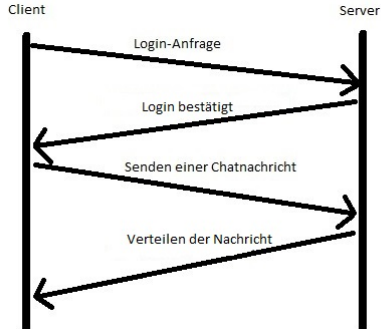 Client
Server
Login-Anfrage
Login bestätigt
Senden einer Chatnachricht
Verteilen der Nachricht